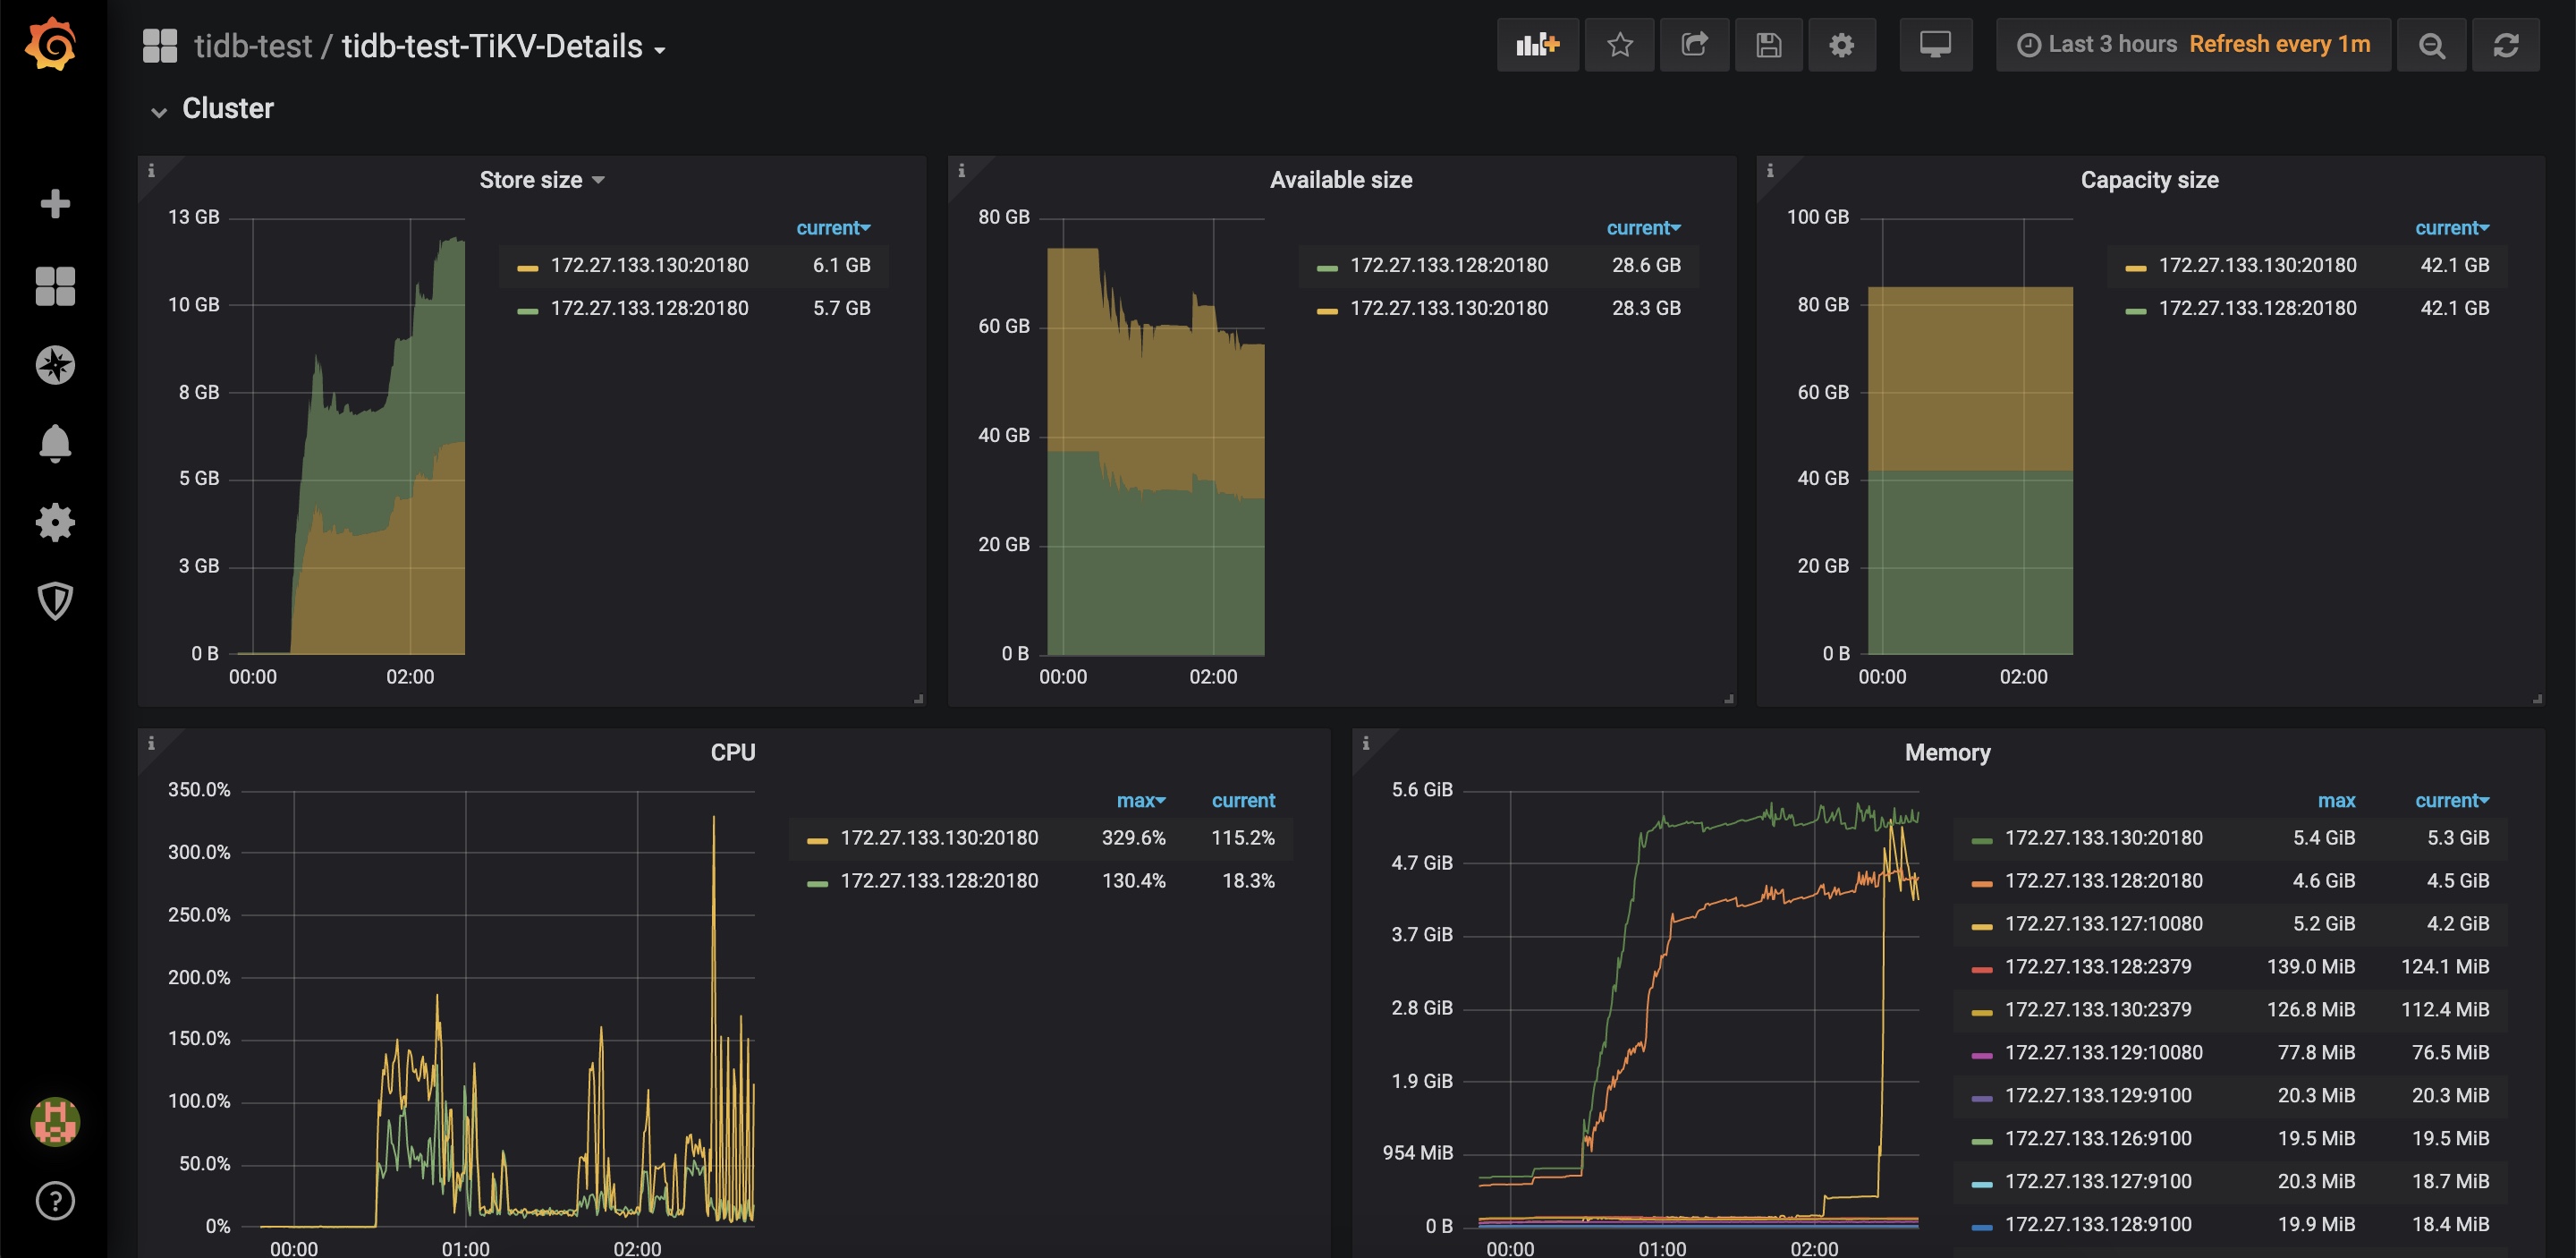 tidb-test / tidb-test-TiKV-Details
Last 3 hours Refresh every 1m
Cluster
Store size
13 GB
10 GB
8 GB
5 GB
3 GB
0 B
00:00 02:00
current
172.27.133.130:20180 6.1 GB
172.27.133.128:20180 5.7 GB
Available size
80 GB
60 GB
40 GB
20 GB
0 B
00:00 02:00
current
172.27.133.128:20180 28.6 GB
172.27.133.130:20180 28.3 GB
Capacity size
100 GB
80 GB
60 GB
40 GB
20 GB
0 B
00:00 02:00
current
172.27.133.130:20180 42.1 GB
172.27.133.128:20180 42.1 GB
CPU
350.0%
300.0%
250.0%
200.0%
150.0%
100.0%
50.0%
0%
00:00 01:00 02:00
max current
172.27.133.130:20180 329.6% 115.2%
172.27.133.128:20180 130.4% 18.3%
Memory
5.6 GiB
4.7 GiB
3.7 GiB
2.8 GiB
1.9 GiB
954 MiB
0 B
00:00 01:00 02:00
max current
172.27.133.130:20180 5.4 GiB 5.3 GiB
172.27.133.128:20180 4.6 GiB 4.5 GiB
172.27.133.127:10080 5.2 GiB 4.2 GiB
172.27.133.128:2379 139.0 MiB 124.1 MiB
172.27.133.130:2379 126.8 MiB 112.4 MiB
172.27.133.129:10080 77.8 MiB 76.5 MiB
172.27.133.129:9100 20.3 MiB 20.3 MiB
172.27.133.126:9100 19.5 MiB 19.5 MiB
172.27.133.127:9100 20.3 MiB 18.7 MiB
172.27.133.128:9100 19.9 MiB 18.4 MiB